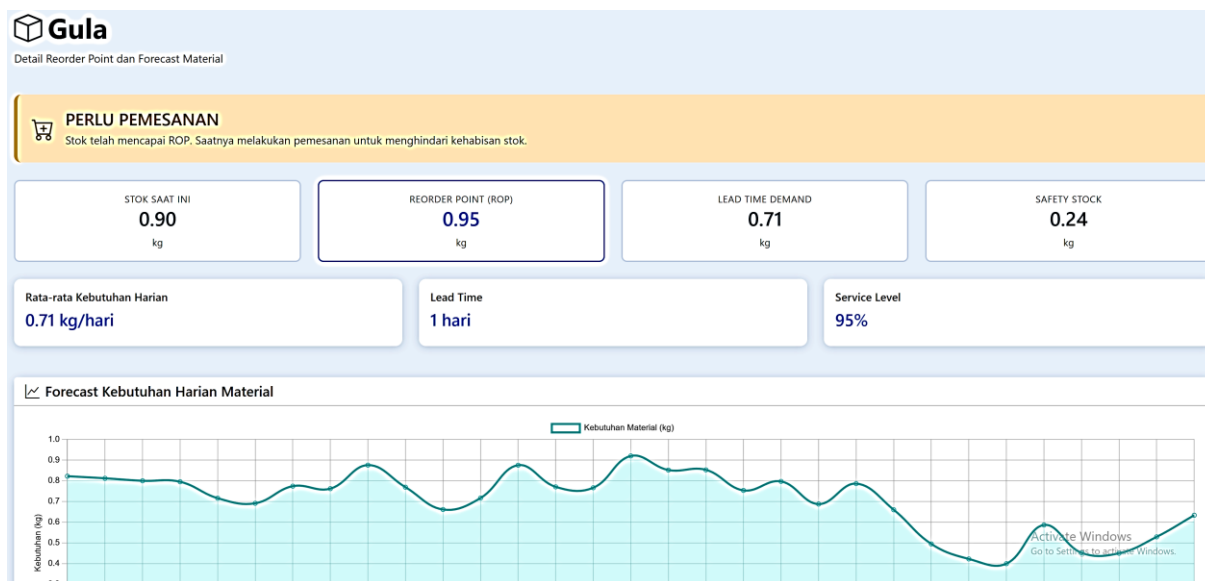 Gula
Detail Reorder Point dan Forecast Material
PERLU PEMESANAN
Stok telah mencapai ROP. Saatnya melakukan pemesanan untuk menghindari kehabisan stok.
STOK SAAT INI
0.90
kg
REORDER POINT (ROP)
0.95
kg
LEAD TIME DEMAND
0.71
kg
SAFETY STOCK
0.24
kg
Rata-rata Kebutuhan Harian
0.71 kg/hari
Lead Time
1 hari
Service Level
95%
Forecast Kebutuhan Harian Material
Kebutuhan Material (kg)
Kebutuhan (kg)
1.0
0.9
0.8
0.7
0.6
0.5
0.4
Activate Windows
Go to Settings to activate Windows.